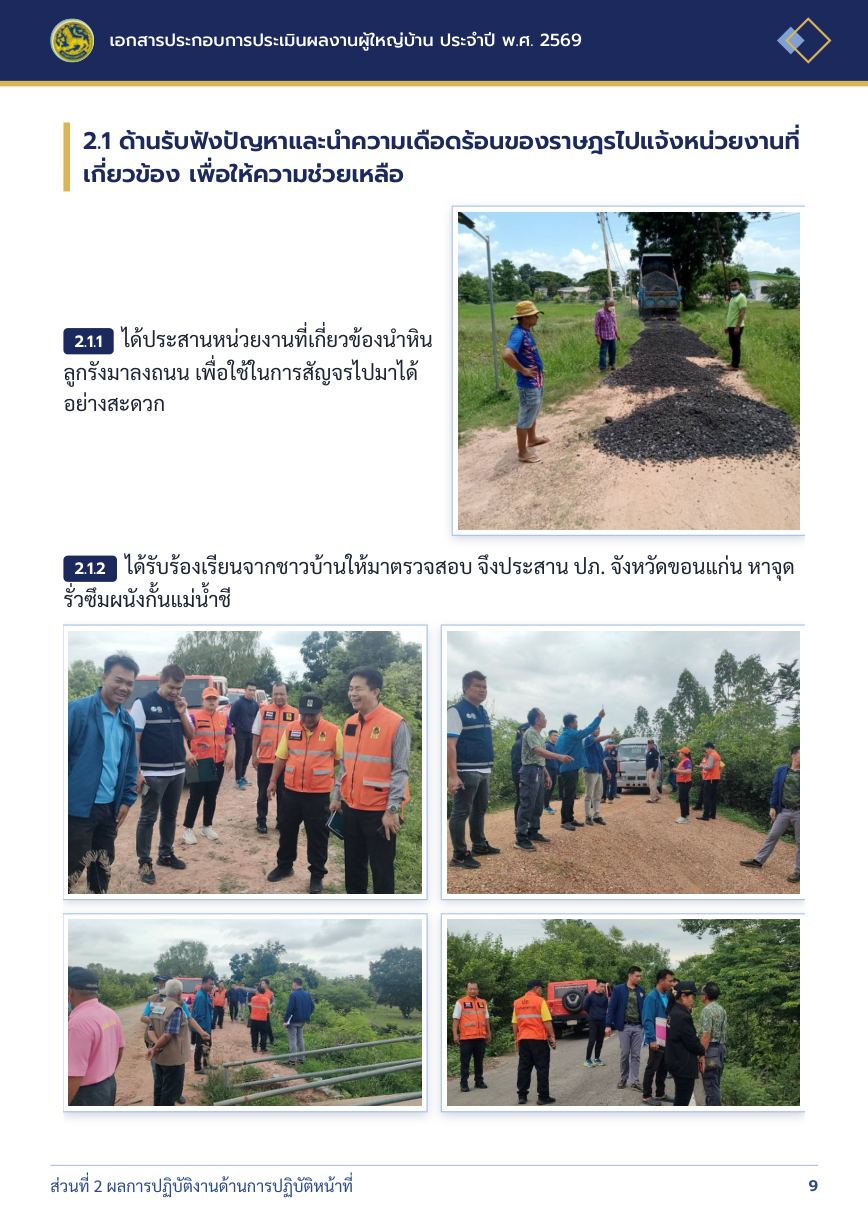 เอกสารประกอบการประเมินผลงานผู้ใหญ่บ้าน ประจำปี พ.ศ. 2569
2.1 ด้านรับฟังปัญหาและนำความเดือดร้อนของราษฎรไปแจ้งหน่วยงานที่
เกี่ยวข้อง เพื่อให้ความช่วยเหลือ
2.1.1 ได้ประสานหน่วยงานที่เกี่ยวข้องนำหิน
ลูกรังมาลงถนน เพื่อใช้ในการสัญจรไปมาได้
อย่างสะดวก
2.1.2 ได้รับร้องเรียนจากชาวบ้านให้มาตรวจสอบ จึงประสาน ปภ. จังหวัดขอนแก่น หาจุด
รั่วซึมผนังกั้นแม่น้ำชี
ส่วนที่ 2 ผลการปฏิบัติงานด้านการปฏิบัติหน้าที่
9